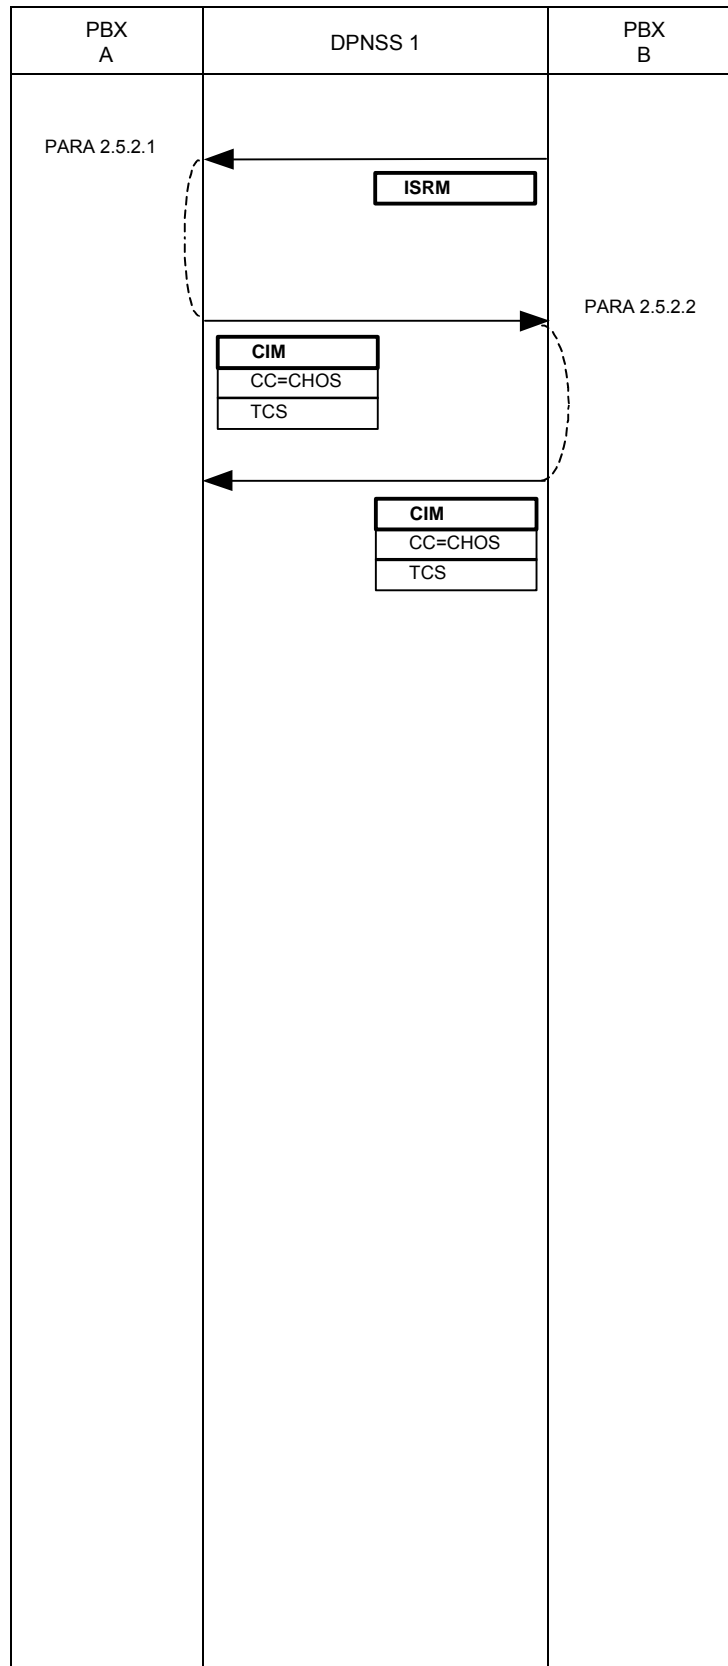 PBX
A
DPNSS 1
PBX
B
PARA 2.5.2.1
ISRM
PARA 2.5.2.2
CIM
CC=CHOS
TCS
CIM
CC=CHOS
TCS